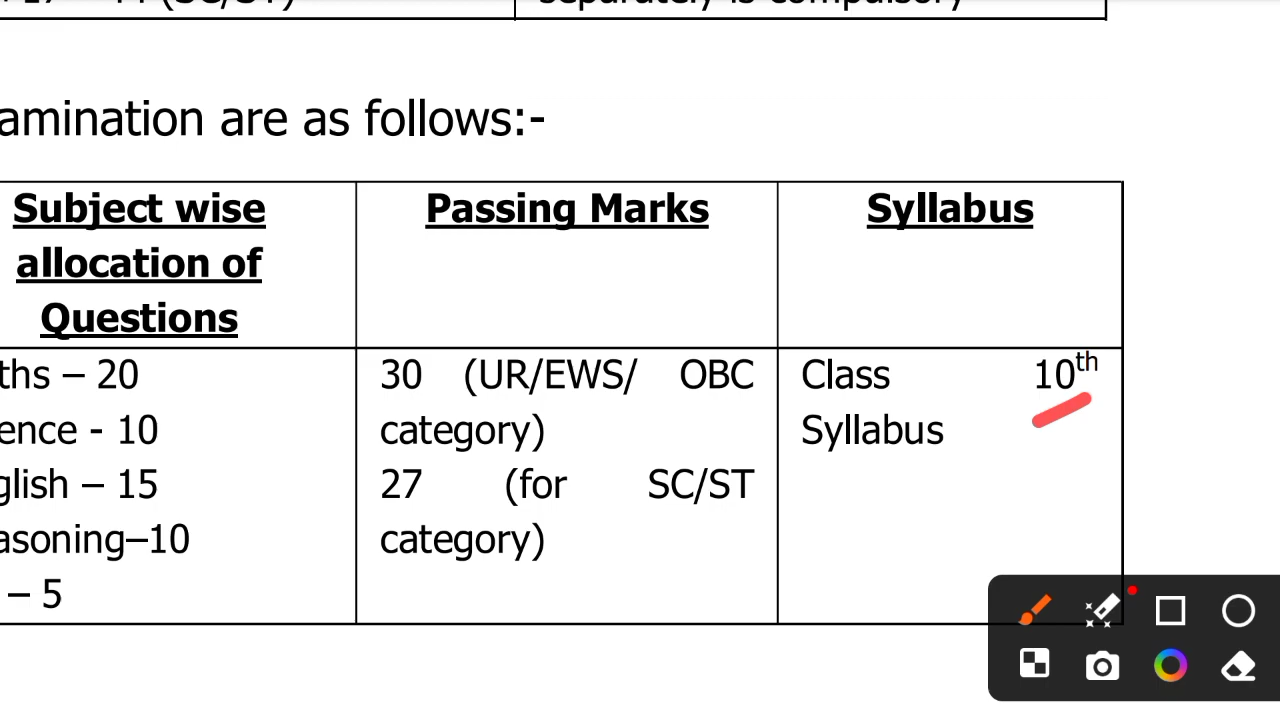 separately is compulsory
amination are as follows:-
Subject wise allocation of Questions
Passing Marks
Syllabus
ths – 20
ence - 10
glish – 15
asoning–10
– 5
30 (UR/EWS/ OBC
category)
27 (for SC/ST
category)
Class 10th
Syllabus